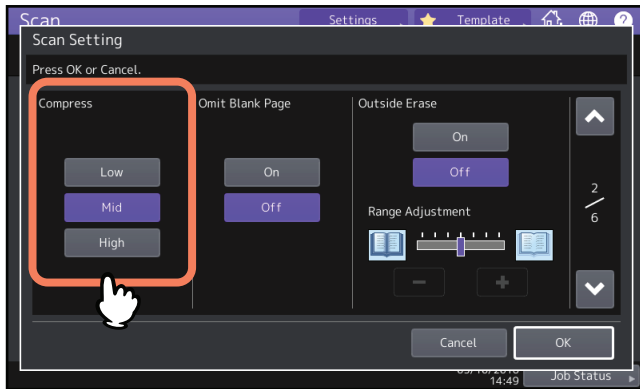 Scan
Settings
Template
?
Scan Setting
Press OK or Cancel.
Compress
Omit Blank Page
Outside Erase
On
Low
On
Off
Mid
Off
2
6
Range Adjustment
High
Cancel
OK
14:49
Job Status